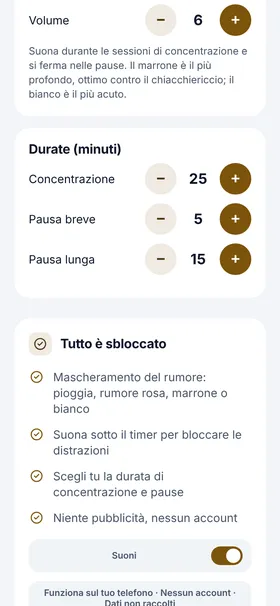 Volume
−
6
+
Suona durante le sessioni di concentrazione e
si ferma nelle pause. Il marrone è il più
profondo, ottimo contro il chiacchiericcio; il
bianco è il più acuto.
Durate (minuti)
Concentrazione
−
25
+
Pausa breve
−
5
+
Pausa lunga
−
15
+
Tutto è sbloccato
Mascheramento del rumore:
pioggia, rumore rosa, marrone o
bianco
Suona sotto il timer per bloccare le
distrazioni
Scegli tu la durata di
concentrazione e pause
Niente pubblicità, nessun account
Suoni
Funziona sul tuo telefono · Nessun account ·
Dati non raccolti